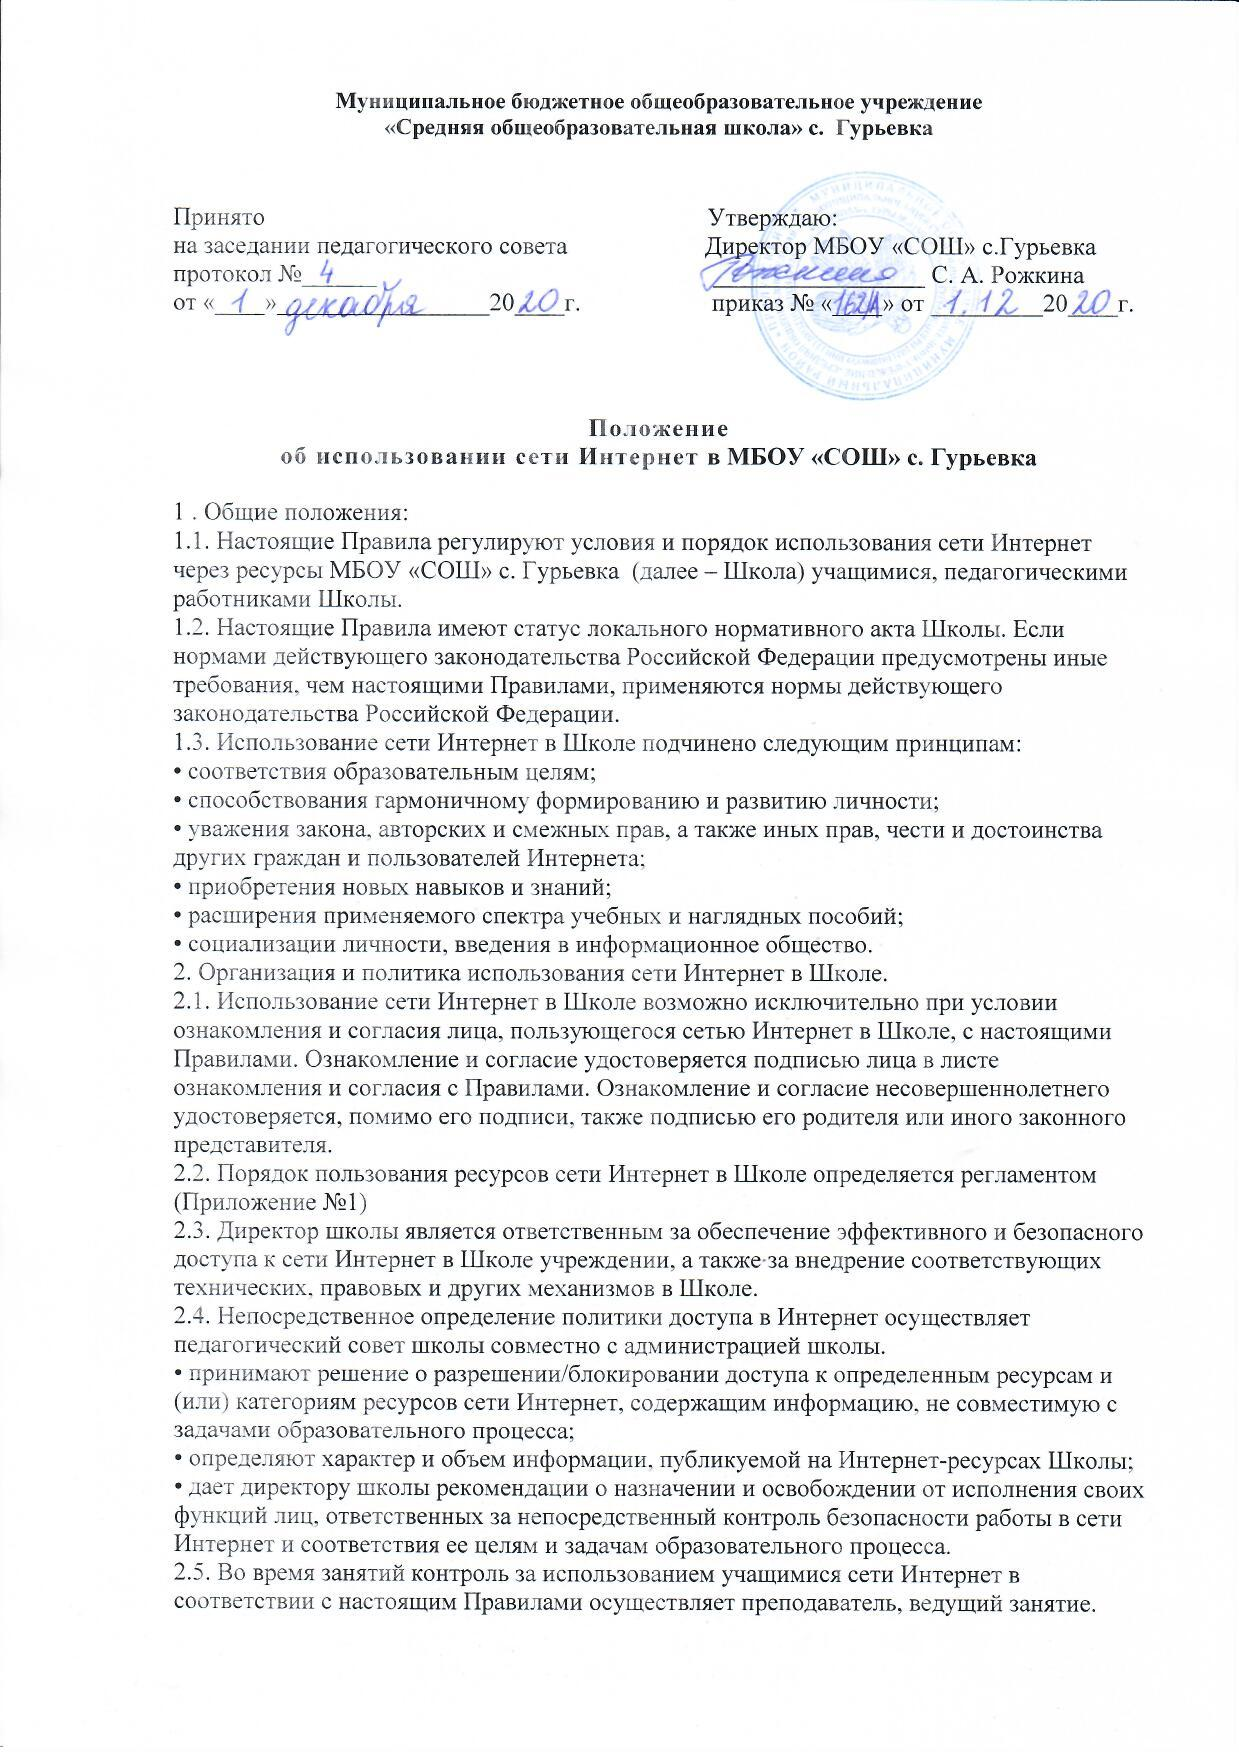 Муниципальное бюджетное общеобразовательное учреждение
«Средняя общеобразовательная школа» с. Гурьевка
Принято Утверждаю:
на заседании педагогического совета Директор МБОУ «СОШ» с.Гурьевка
протокол № 4 С. А. Рожкина
от « 1 » декабря 2020 г. приказ № «162/А» от 1.12 2020 г.
Положение
об использовании сети Интернет в МБОУ «СОШ» с. Гурьевка
1 . Общие положения:
1.1. Настоящие Правила регулируют условия и порядок использования сети Интернет
через ресурсы МБОУ «СОШ» с. Гурьевка (далее – Школа) учащимися, педагогическими
работниками Школы.
1.2. Настоящие Правила имеют статус локального нормативного акта Школы. Если
нормами действующего законодательства Российской Федерации предусмотрены иные
требования, чем настоящими Правилами, применяются нормы действующего
законодательства Российской Федерации.
1.3. Использование сети Интернет в Школе подчинено следующим принципам:
• соответствия образовательным целям;
• способствования гармоничному формированию и развитию личности;
• уважения закона, авторских и смежных прав, а также иных прав, чести и достоинства
других граждан и пользователей Интернета;
• приобретения новых навыков и знаний;
• расширения применяемого спектра учебных и наглядных пособий;
• социализации личности, введения в информационное общество.
2. Организация и политика использования сети Интернет в Школе.
2.1. Использование сети Интернет в Школе возможно исключительно при условии
ознакомления и согласия лица, пользующегося сетью Интернет в Школе, с настоящими
Правилами. Ознакомление и согласие удостоверяется подписью лица в листе
ознакомления и согласия с Правилами. Ознакомление и согласие несовершеннолетнего
удостоверяется, помимо его подписи, также подписью его родителя или иного законного
представителя.
2.2. Порядок пользования ресурсов сети Интернет в Школе определяется регламентом
(Приложение №1)
2.3. Директор школы является ответственным за обеспечение эффективного и безопасного
доступа к сети Интернет в Школе учреждении, а также за внедрение соответствующих
технических, правовых и других механизмов в Школе.
2.4. Непосредственное определение политики доступа в Интернет осуществляет
педагогический совет школы совместно с администрацией школы.
• принимают решение о разрешении/блокировании доступа к определенным ресурсам и
(или) категориям ресурсов сети Интернет, содержащим информацию, не совместимую с
задачами образовательного процесса;
• определяют характер и объем информации, публикуемой на Интернет-ресурсах Школы;
• дает директору школы рекомендации о назначении и освобождении от исполнения своих
функций лиц, ответственных за непосредственный контроль безопасности работы в сети
Интернет и соответствия ее целям и задачам образовательного процесса.
2.5. Во время занятий контроль за использованием учащимися сети Интернет в
соответствии с настоящим Правилами осуществляет преподаватель, ведущий занятие.